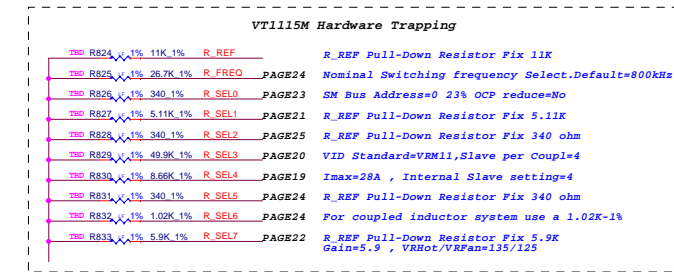 VT1115M Hardware Trapping
TBD R824 1% 11K_1% R_REF R_REF Pull-Down Resistor Fix 11K
TBD R825 1% 26.7K_1% R_FREQ PAGE24 Nominal Switching frequency Select.Default=800kHz
TBD R826 1% 340_1% R_SEL0 PAGE23 SM Bus Address=0 23% OCP reduce=No
TBD R827 1% 5.11K_1% R_SEL1 PAGE21 R_REF Pull-Down Resistor Fix 5.11K
TBD R828 1% 340_1% R_SEL2 PAGE25 R_REF Pull-Down Resistor Fix 340 ohm
TBD R829 1% 49.9K_1% R_SEL3 PAGE20 VID Standard=VRM11,Slave per Coupl=4
TBD R830 1% 8.66K_1% R_SEL4 PAGE19 Imax=28A , Internal Slave setting=4
TBD R831 1% 340_1% R_SEL5 PAGE24 R_REF Pull-Down Resistor Fix 340 ohm
TBD R832 1% 1.02K_1% R_SEL6 PAGE24 For coupled inductor system use a 1.02K-1%
TBD R833 1% 5.9K_1% R_SEL7 PAGE22 R_REF Pull-Down Resistor Fix 5.9K
Gain=5.9 , VRHot/VRFan=135/125